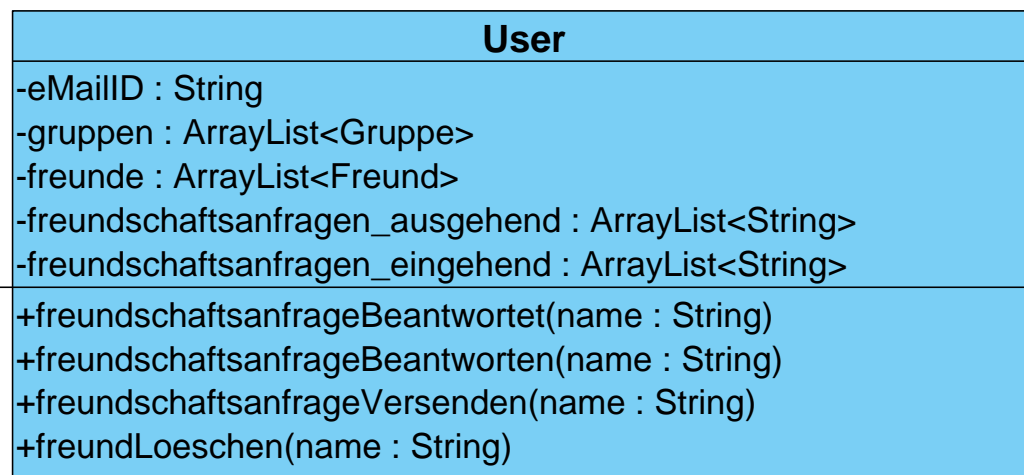 User
-eMailID : String
-gruppen : ArrayList<Gruppe>
-freunde : ArrayList<Freund>
-freundschaftsanfragen_ausgehend : ArrayList<String>
-freundschaftsanfragen_eingehend : ArrayList<String>
+freundschaftsanfrageBeantwortet(name : String)
+freundschaftsanfrageBeantworten(name : String)
+freundschaftsanfrageVersenden(name : String)
+freundLoeschen(name : String)